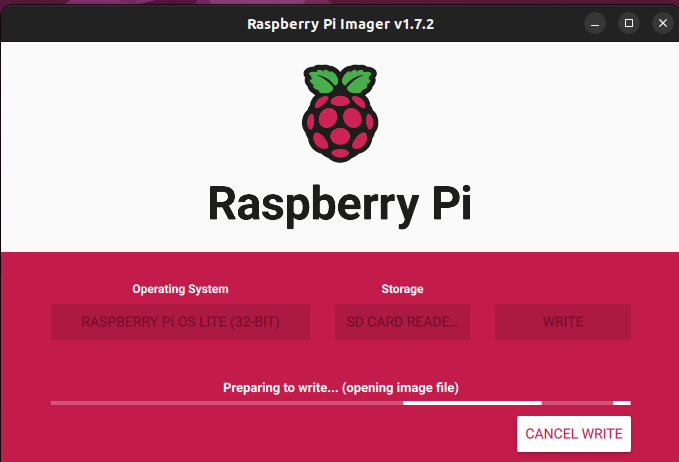 Raspberry Pi Imager v1.7.2
Raspberry Pi
Operating System
Storage
RASPBERRY PI OS LITE (32-BIT)
SD CARD READE...
WRITE
Preparing to write... (opening image file)
CANCEL WRITE